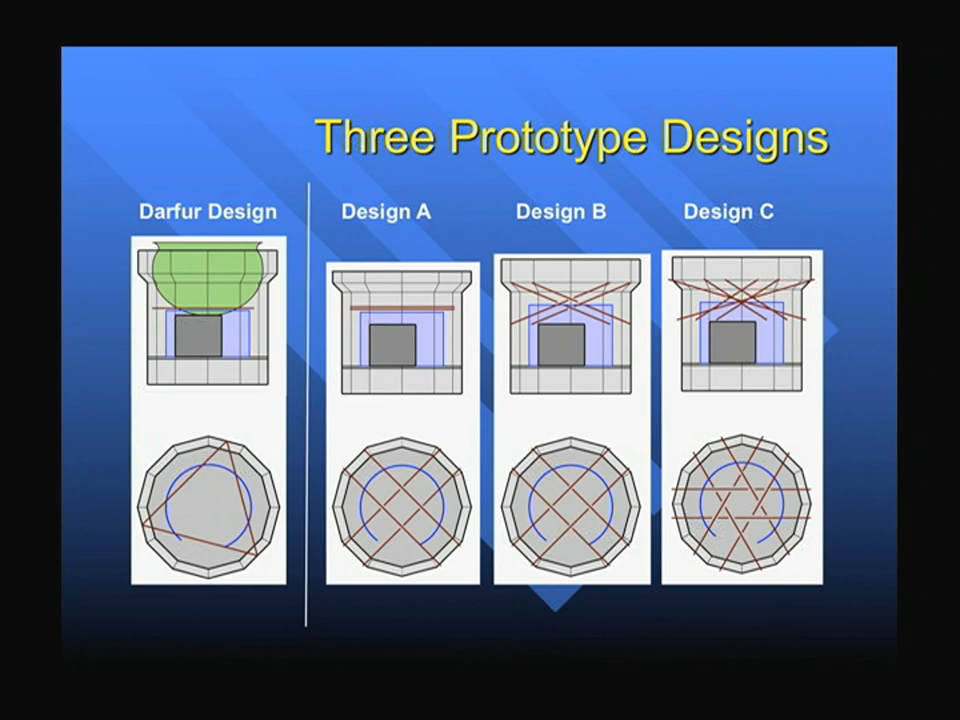 Three Prototype Designs
Darfur Design
Design A
Design B
Design C